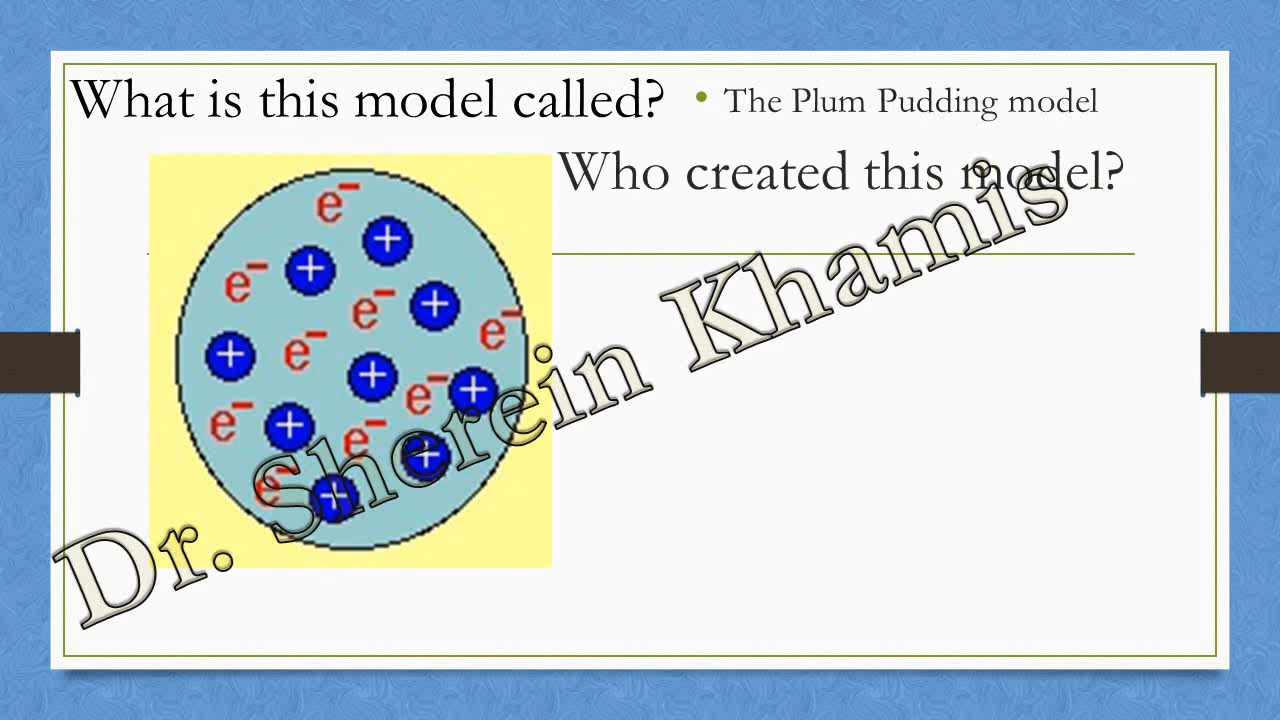 What is this model called?
• The Plum Pudding model
Who created this model?
e⁻
+
e⁻
+
e⁻
+
e⁻
+
e⁻
+
e⁻
+
e⁻
+
e⁻
+
e⁻
+
Dr. Sherein Khamis